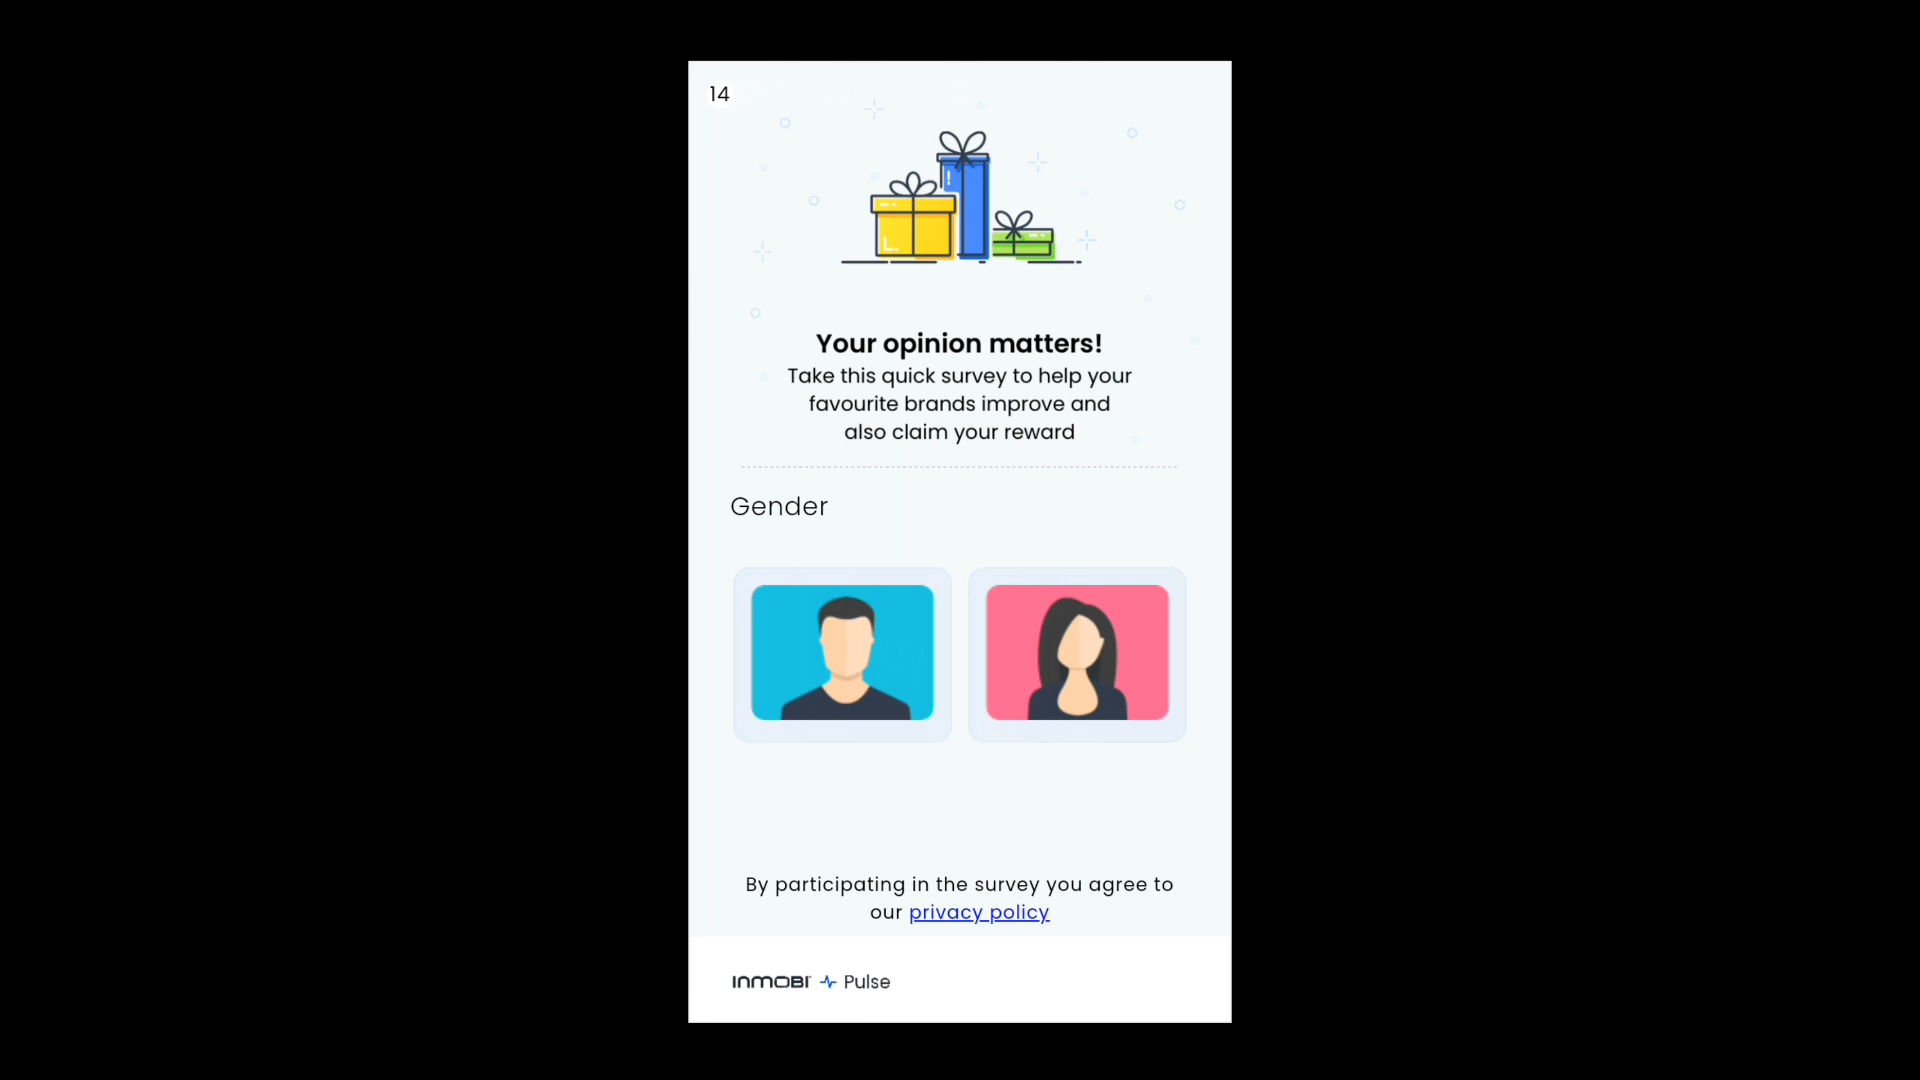 14
Your opinion matters!
Take this quick survey to help your
favourite brands improve and
also claim your reward
Gender
By participating in the survey you agree to
our privacy policy
INMOBI Pulse